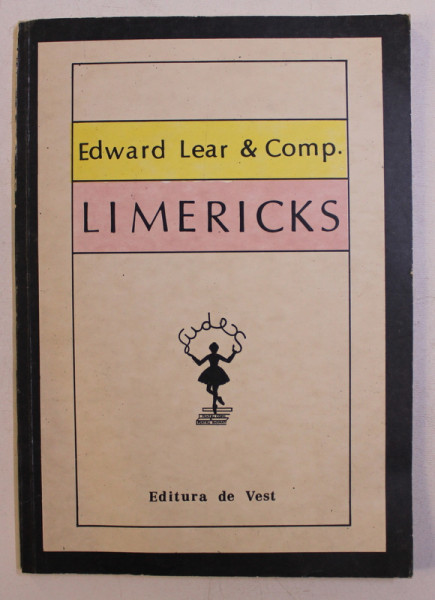 Edward Lear & Comp.
LIMERICKS
Ludens
Editura de Vest